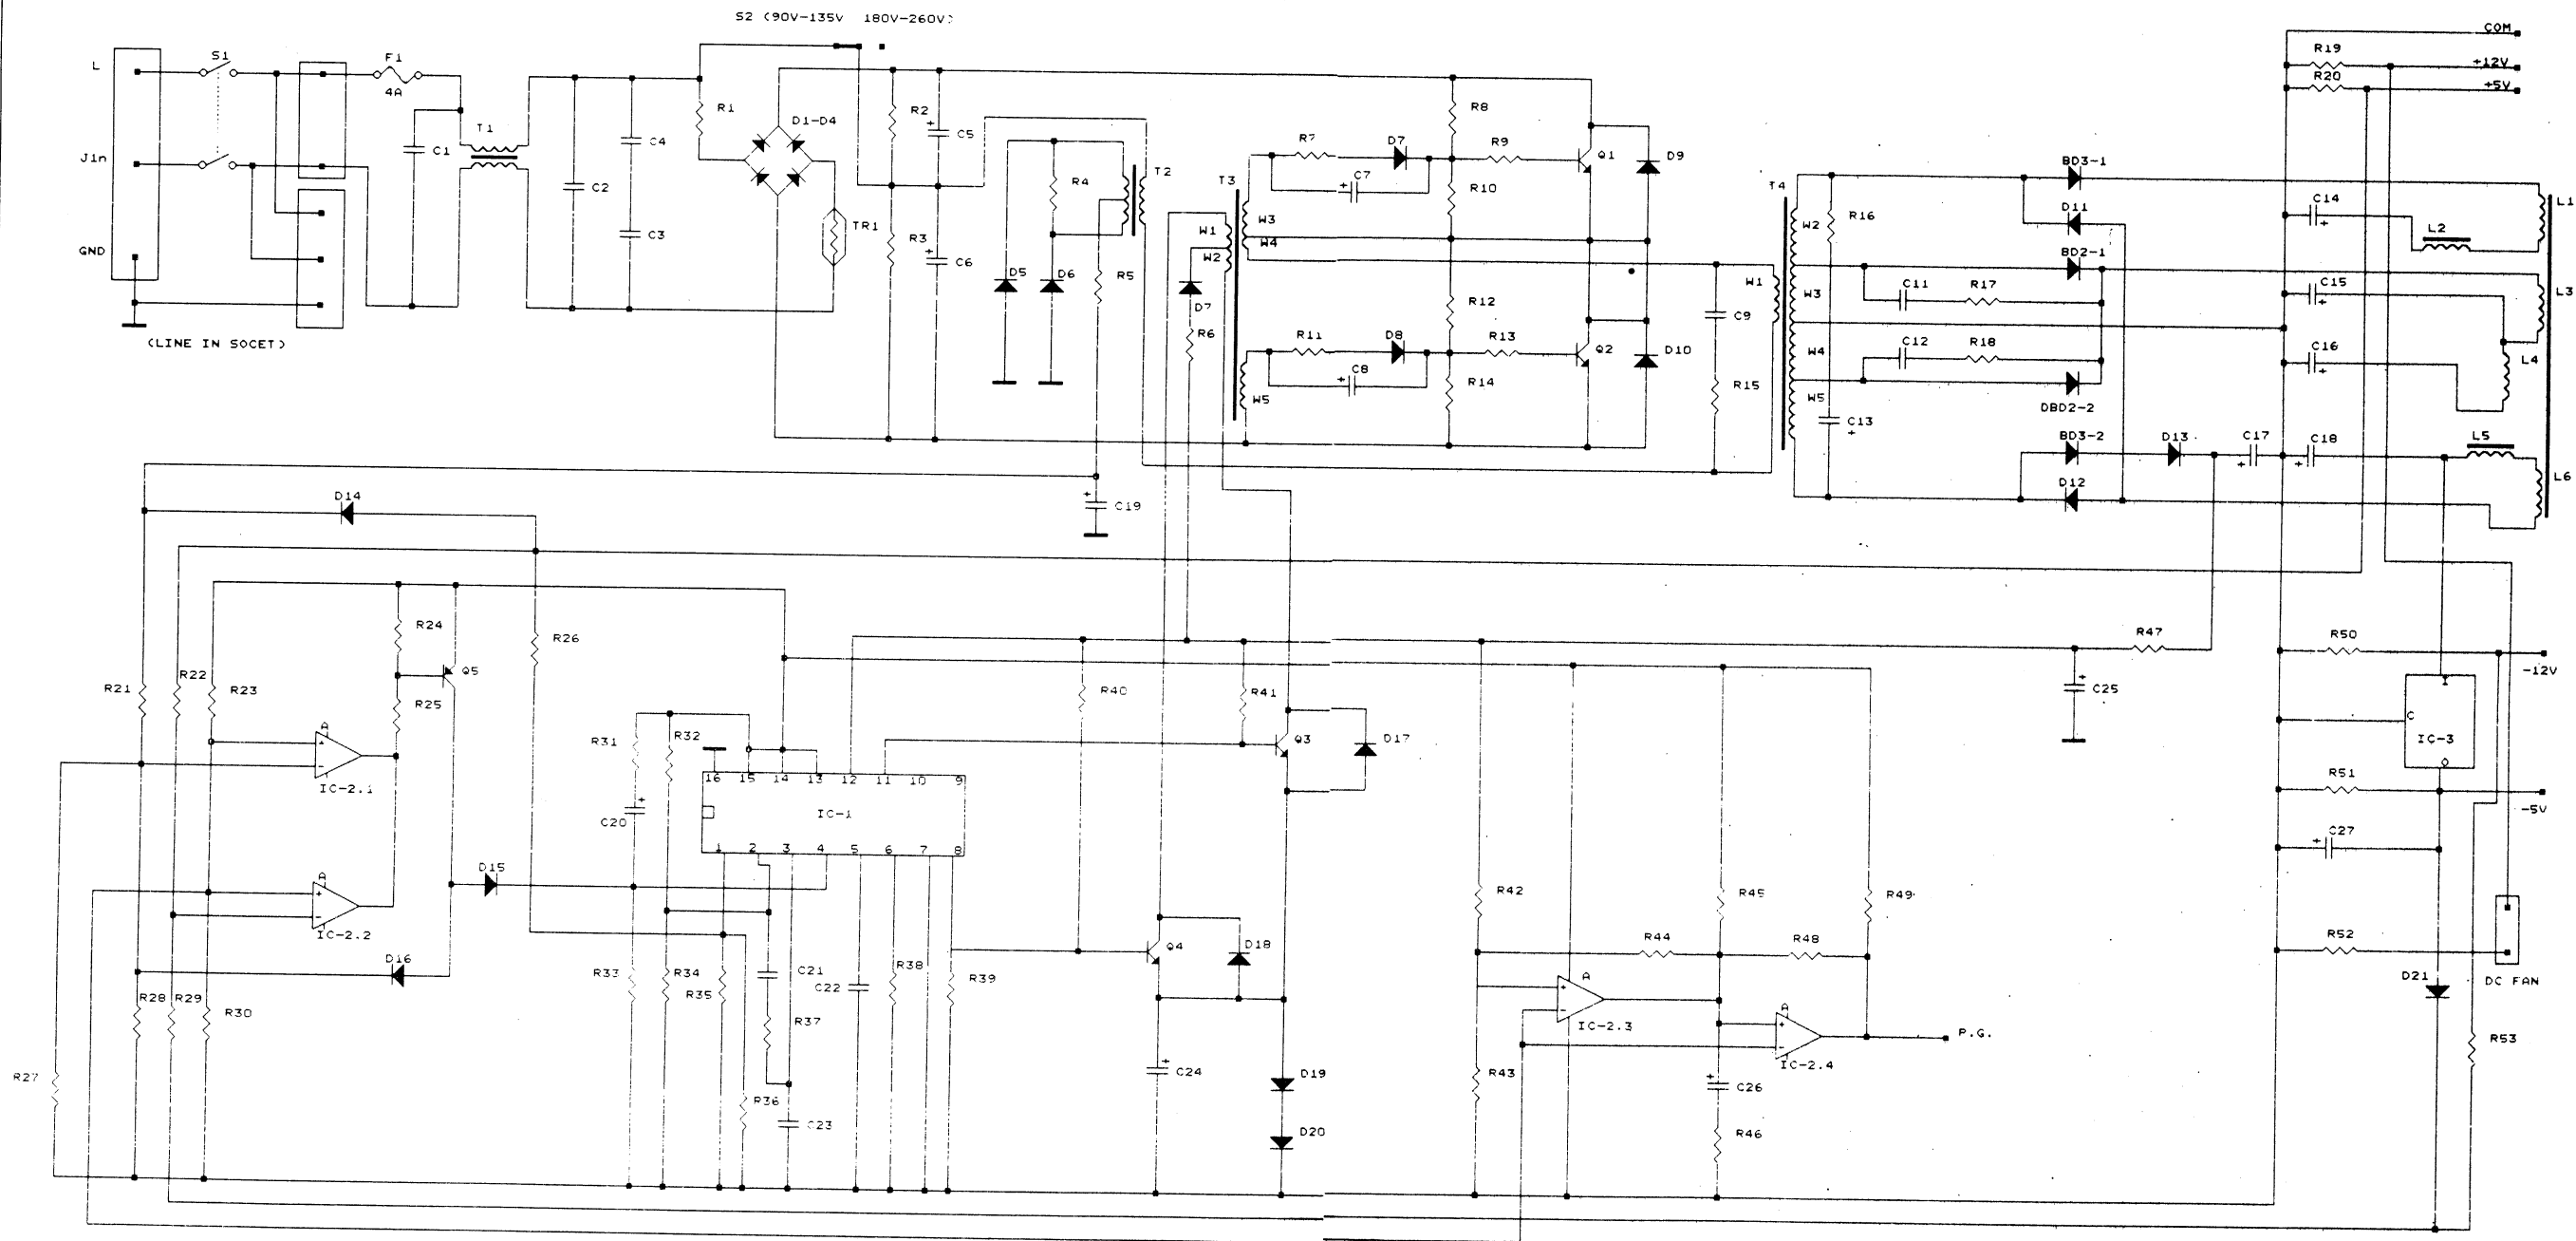 S2 (90V-135V 180V-260V)
L
S1
F1
4A
J1n
GND
(LINE IN SOCET)
C1
T1
C2
C4
C3
R1
D1-D4
TR1
R2
R3
C5
C6
D5
D6
R4
R5
T2
T3
W1
W2
W3
W4
W5
D7
R6
R7
D7
C7
R8
R9
R10
Q1
D9
R11
D8
C8
R12
R13
R14
Q2
D10
C9
R15
T4
W1
W2
W3
W4
W5
R16
C13
+
BD3-1
D11
BD2-1
C11
R17
C12
R18
DBD2-2
BD3-2
D13
D12
C17
C18
C14
C15
C16
L1
L2
L3
L4
L5
L6
COM
R19
+12V
R20
+5V
D14
C19
R21
R22
R23
R24
R25
Q5
R26
A
IC-2.1
A
IC-2.2
D15
D16
R27
R28
R29
R30
R31
R32
C20
16 15 14 13 12 11 10 9
IC-1
1 2 3 4 5 6 7 8
R33
R34
R35
R36
C21
R37
C23
C22
R38
R39
R40
R41
Q3
D17
Q4
D18
C24
D19
D20
R42
R43
R44
R45
R48
R49
A
IC-2.3
A
IC-2.4
P.G.
C26
R46
R47
C25
R50
-12V
I
C
IC-3
O
R51
-5V
C27
R52
D21
DC FAN
R53